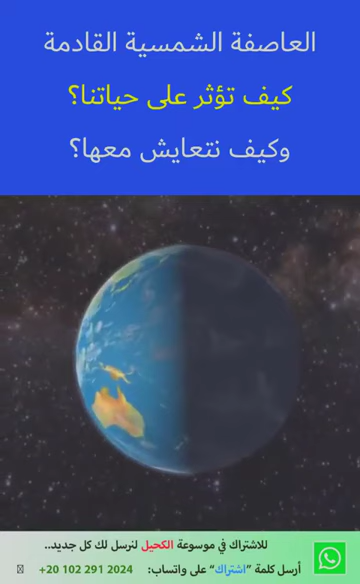 العاصفة الشمسية القادمة
كيف تؤثر على حياتنا؟
وكيف نتعايش معها؟
للاشتراك في موسوعة الكحيل لنرسل لك كل جديد..
أرسل كلمة "اشتراك" على واتساب: +20 102 291 2024